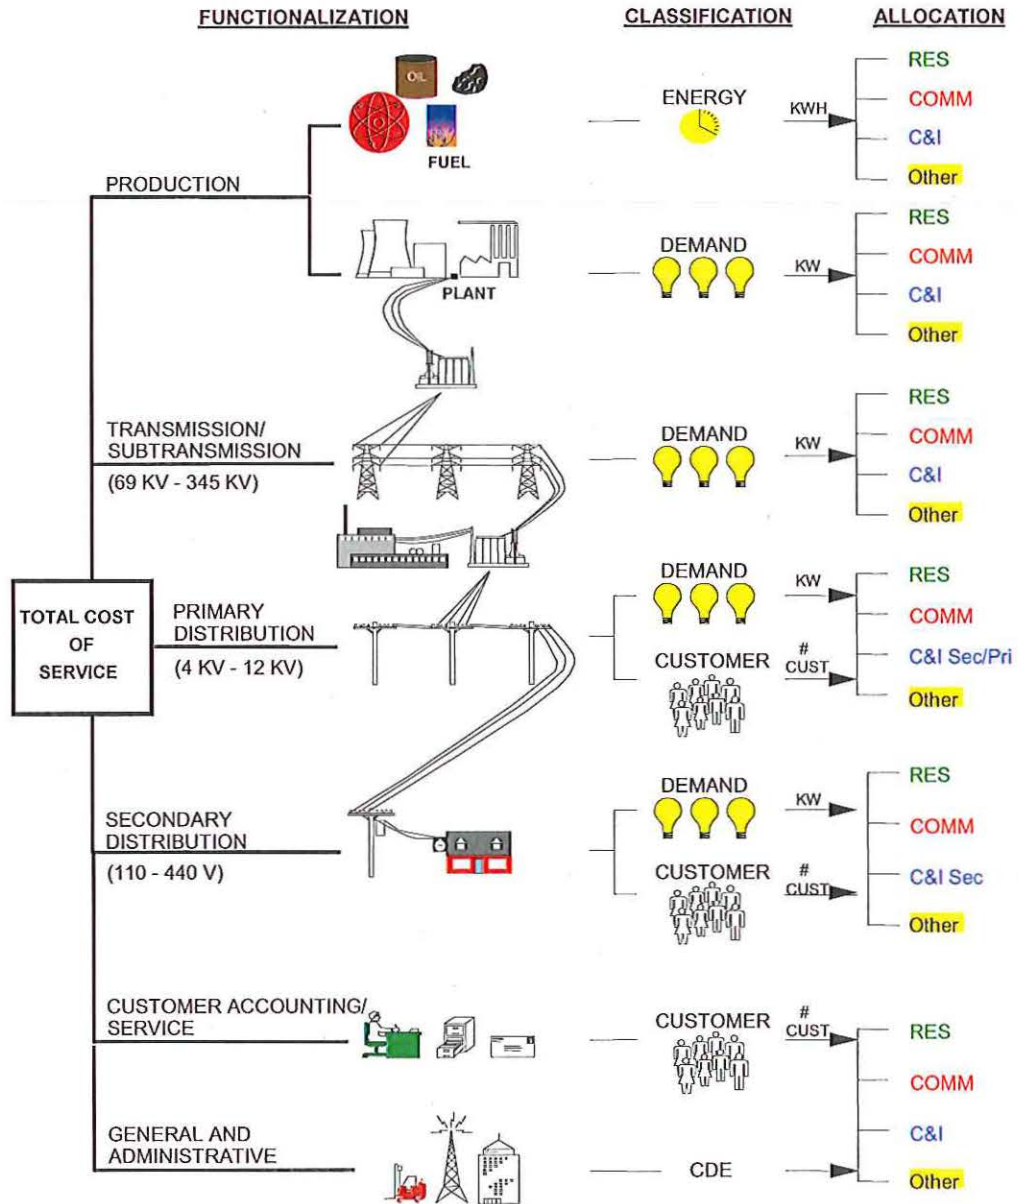 FUNCTIONALIZATION
CLASSIFICATION
ALLOCATION
OIL
FUEL
PRODUCTION
ENERGY
KWH
RES
COMM
C&I
Other
PLANT
DEMAND
KW
RES
COMM
C&I
Other
TRANSMISSION/
SUBTRANSMISSION
(69 KV - 345 KV)
DEMAND
KW
RES
COMM
C&I
Other
TOTAL COST
OF
SERVICE
PRIMARY
DISTRIBUTION
(4 KV - 12 KV)
DEMAND
KW
CUSTOMER
#
CUST
RES
COMM
C&I Sec/Pri
Other
SECONDARY
DISTRIBUTION
(110 - 440 V)
DEMAND
KW
CUSTOMER
#
CUST
RES
COMM
C&I Sec
Other
CUSTOMER ACCOUNTING/
SERVICE
CUSTOMER
#
CUST
GENERAL AND
ADMINISTRATIVE
CDE
RES
COMM
C&I
Other